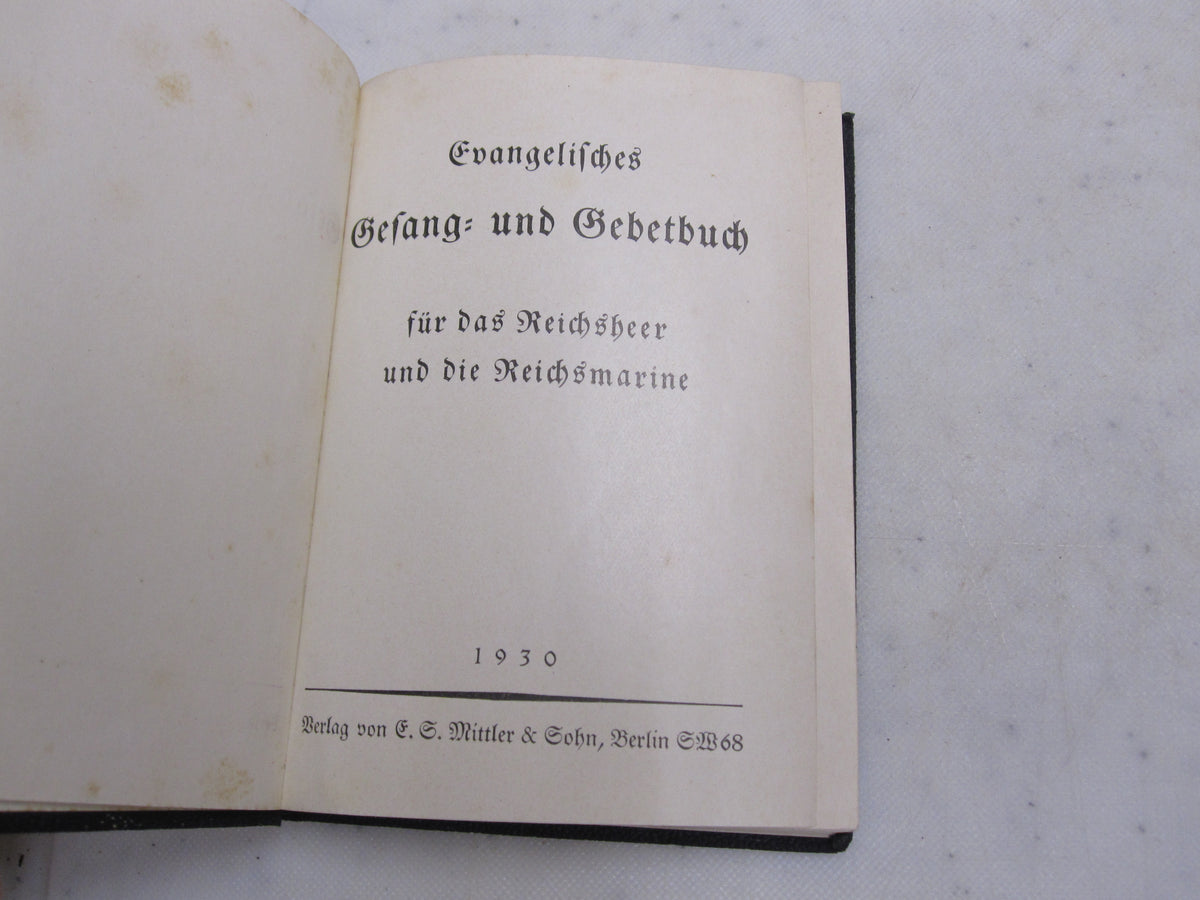 Evangeliſches
Geſang- und Gebetbuch
für das Reichsheer
und die Reichsmarine
1930
Verlag von E. S. Mittler & Sohn, Berlin SW68